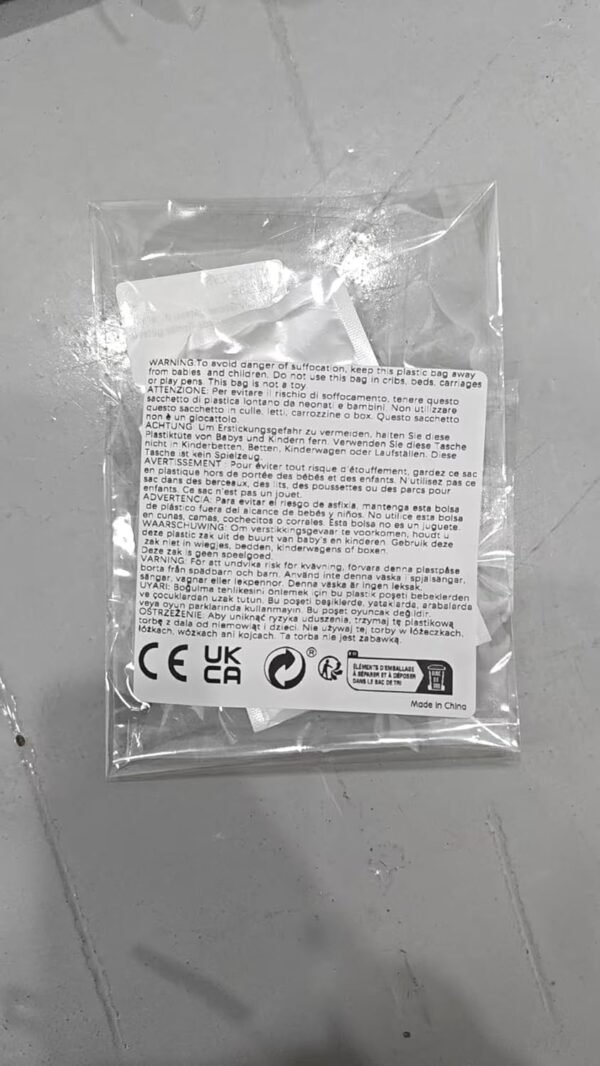 WARNING:To avoid danger of suffocation, keep this plastic bag away
from babies and children. Do not use this bag in cribs, beds, carriages
or play pens. This bag is not a toy
ATTENZIONE: Per evitare il rischio di soffocamento, tenere questo
sacchetto di plastica lontano da neonati e bambini. Non utilizzare
questo sacchetto in culle, letti, carrozzine o box. Questo sacchetto
non è un giocattolo.
ACHTUNG: Um Erstickungsgefahr zu vermeiden, halten Sie diese
Plastiktüte von Babys und Kindern fern. Verwenden Sie diese Tasche
nicht in Kinderbetten, Betten, Kinderwagen oder Laufställen. Diese
Tasche ist kein Spielzeug.
AVERTISSEMENT : Pour éviter tout risque d'étouffement, gardez ce sac
en plastique hors de portée des bébés et des enfants. N'utilisez pas ce
sac dans des berceaux, des lits, des poussettes ou des parcs pour
enfants. Ce sac n'est pas un jouet.
ADVERTENCIA: Para evitar el riesgo de asfixia, mantenga esta bolsa
de plástico fuera del alcance de bebés y niños. No utilice esta bolsa
en cunas, camas, cochecitos o corrales. Esta bolsa no es un juguete.
WAARSCHUWING: Om verstikkingsgevaar te voorkomen, houdt u
deze plastic zak uit de buurt van baby's en kinderen. Gebruik deze
zak niet in wiegjes, bedden, kinderwagens of boxen.
Deze zak is geen speelgoed.
VARNING: För att undvika risk för kvävning, förvara denna plastpåse
borta från spädbarn och barn. Använd inte denna väska i spjälsängar,
sängar, vagnar eller lekpennor. Denna väska är ingen leksak.
UYARI: Boğulma tehlikesini önlemek için bu plastik poşeti bebeklerden
ve çocuklardan uzak tutun. Bu poşeti beşiklerde, yataklarda, arabalarda
veya oyun parklarında kullanmayın. Bu poşet oyuncak değildir.
OSTRZEŻENIE: Aby uniknąć ryzyka uduszenia, trzymaj tę plastikową
torbę z dala od niemowląt i dzieci. Nie używaj tej torby w łóżeczkach,
łóżkach, wózkach ani kojcach. Ta torba nie jest zabawką.
CE UK
CA ®
ÉLÉMENTS D'EMBALLAGE
À SÉPARER ET À DÉPOSER
DANS LE BAC DE TRI
BAC
DE
TRI
Made in China